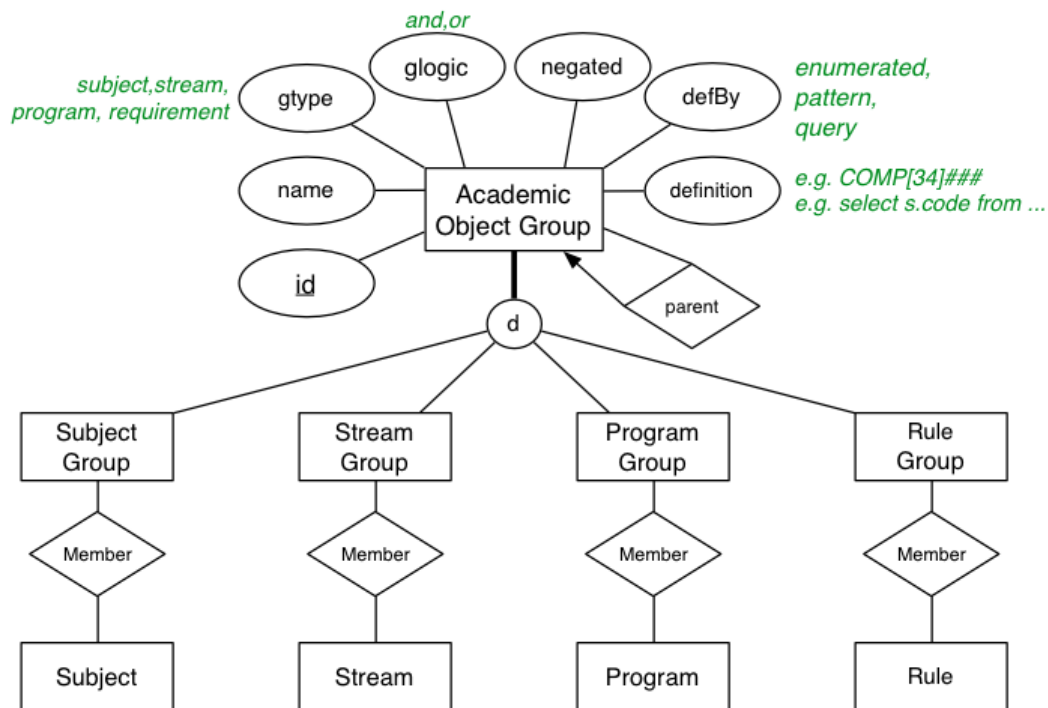 and,or
subject,stream,
program, requirement
gtype
glogic
negated
defBy
enumerated,
pattern,
query
name
Academic
Object Group
definition
e.g. COMP[34]###
e.g. select s.code from ...
id
parent
d
Subject
Group
Stream
Group
Program
Group
Rule
Group
Member
Member
Member
Member
Subject
Stream
Program
Rule